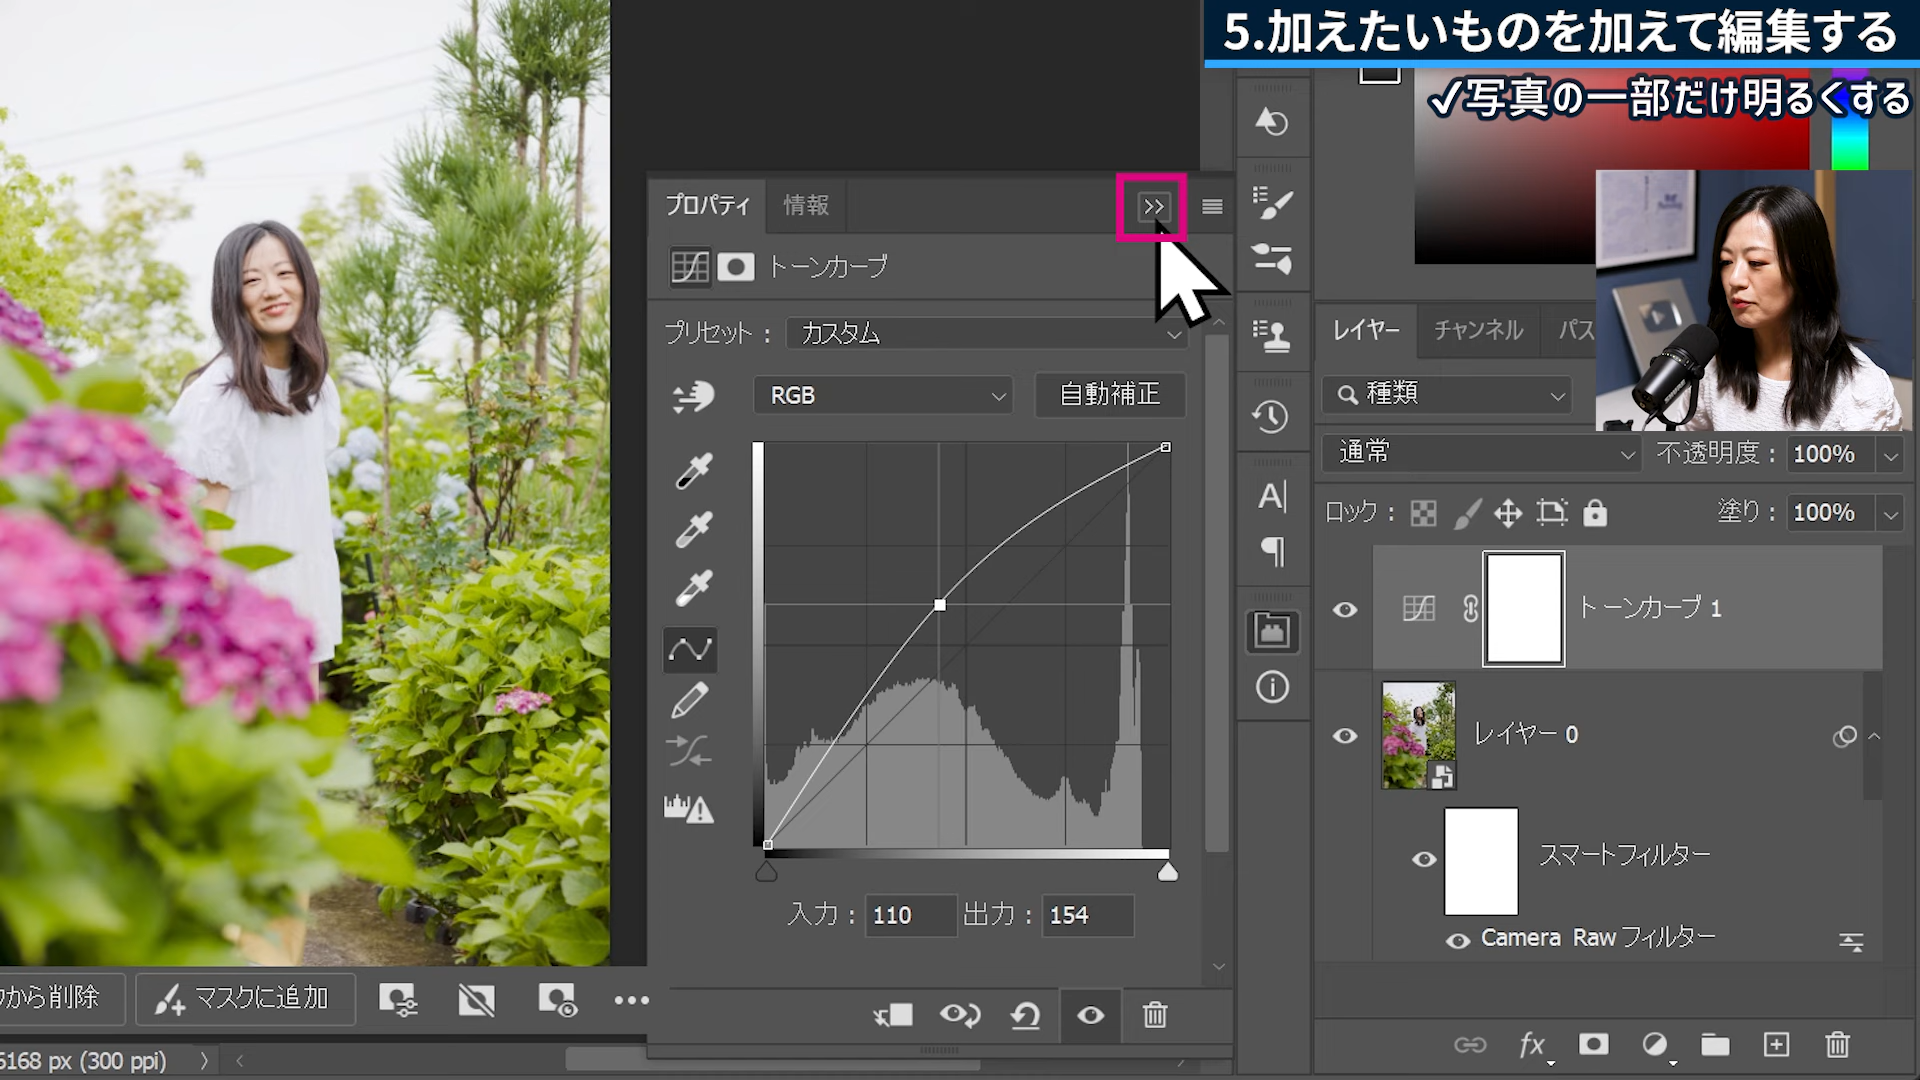 5.加えたいものを加えて編集する
✓写真の一部だけ明るくする
プロパティ
情報
トーンカーブ
プリセット :
カスタム
RGB
自動補正
入力 :
110
出力 :
154
レイヤー
チャンネル
種類
通常
不透明度 :
100%
ロック :
塗り :
100%
トーンカーブ 1
レイヤー 0
スマートフィルター
Camera Raw フィルター
fx
から削除
マスクに追加
6168 px (300 ppi)